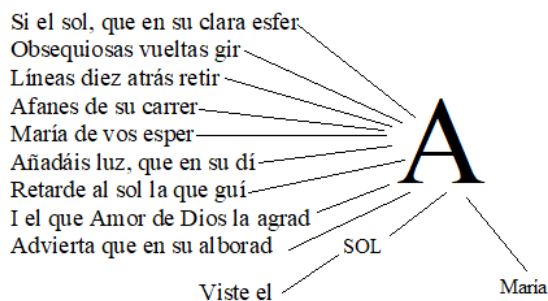 Si el sol, que en su clara esfer
Obsequiosas vueltas gir
Líneas diez atrás retir
Afanes de su carrer
María de vos esper
Añadáis luz, que en su dí
Retarde al sol la que guí
I el que Amor de Dios la agrad
Advierta que en su alborad
A
SOL
Viste el
María